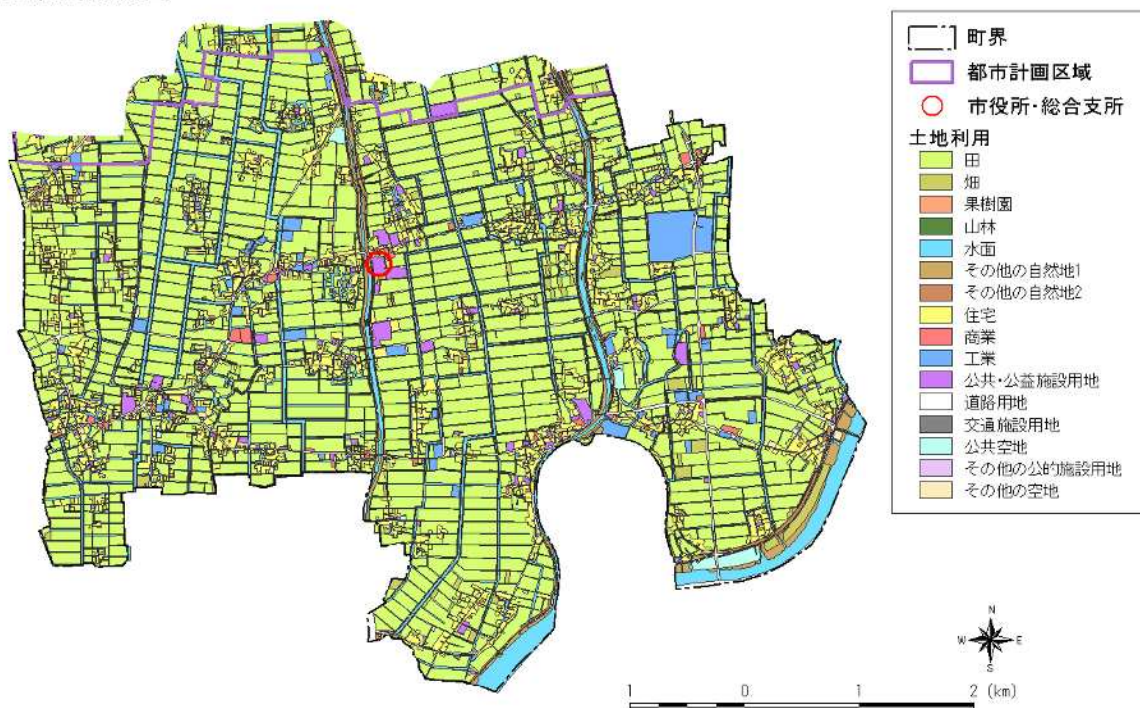 町界
都市計画区域
市役所・総合支所
土地利用
田
畑
果樹園
山林
水面
その他の自然地1
その他の自然地2
住宅
商業
工業
公共・公益施設用地
道路用地
交通施設用地
公共空地
その他の公的施設用地
その他の空地
N
W E
S
1 0 1 2 (km)